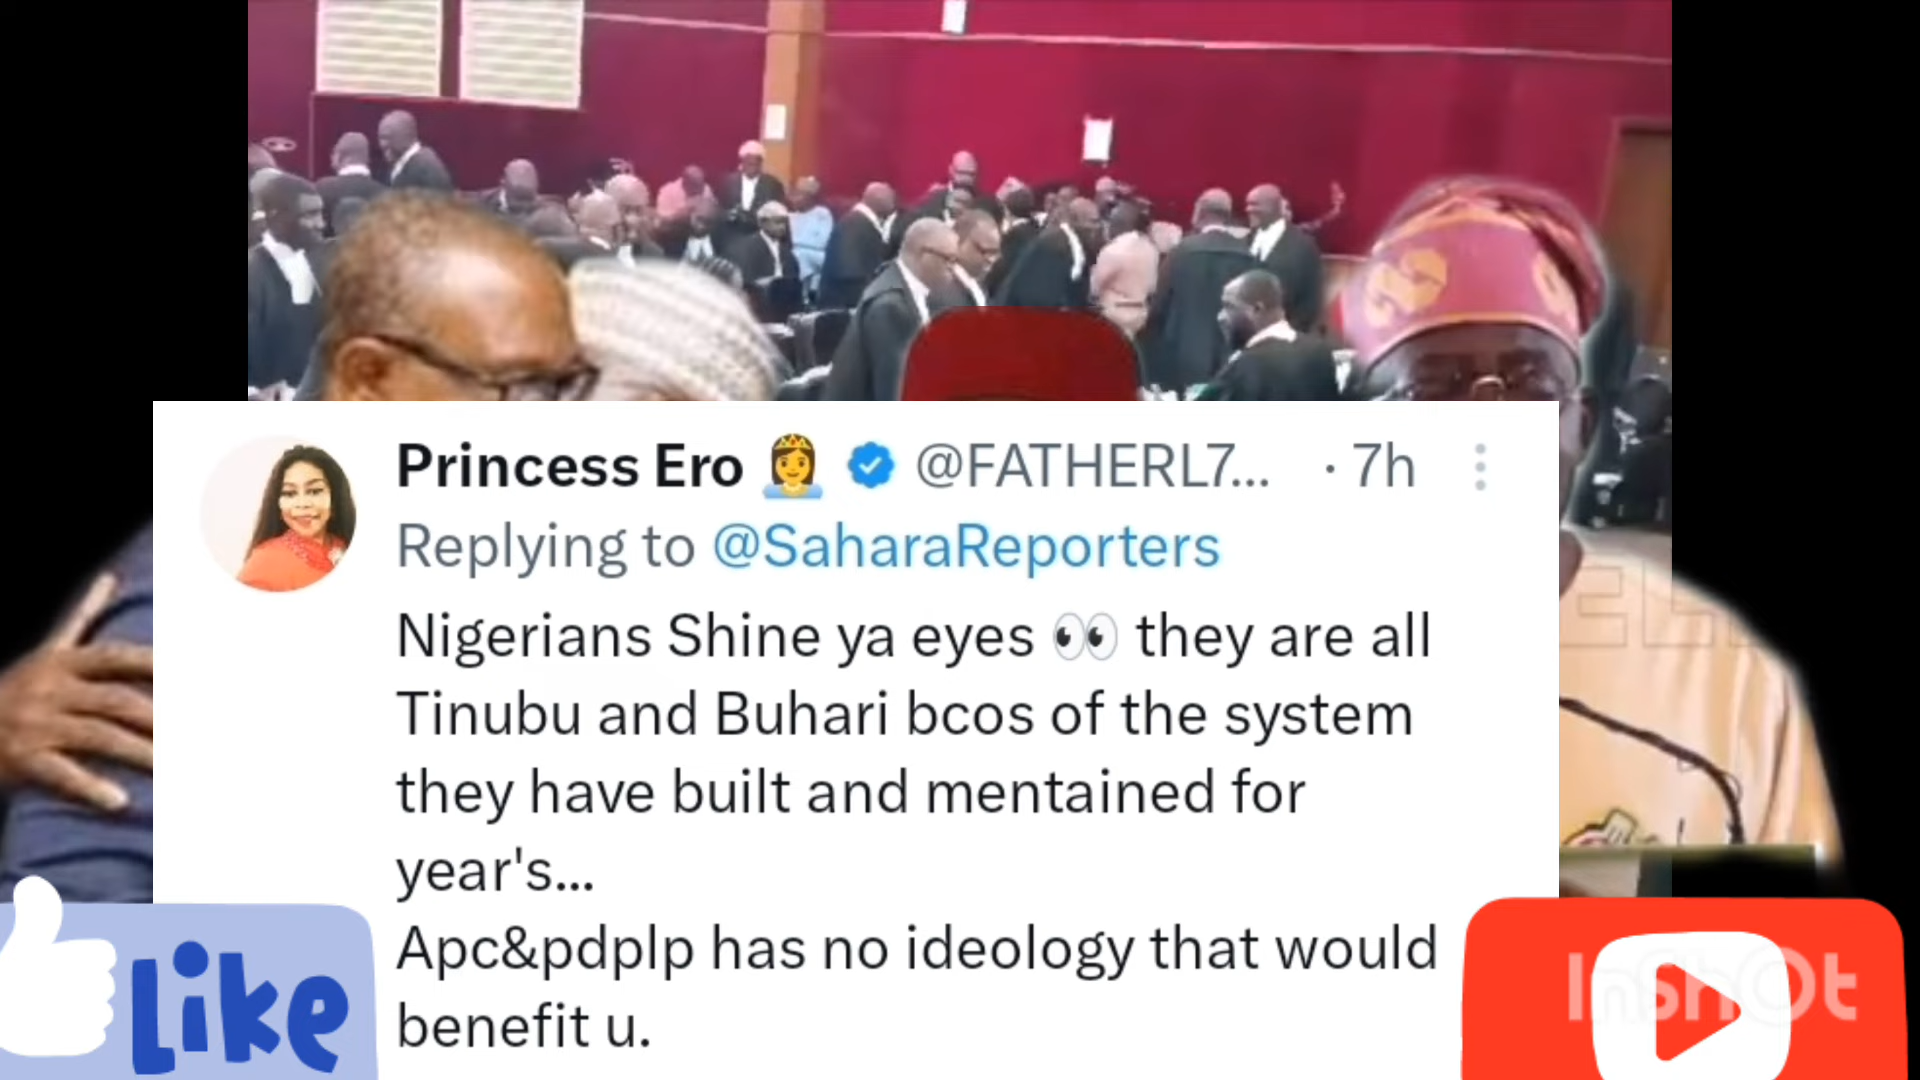 Princess Ero 👸 @FATHERL7... · 7h
Replying to @SaharaReporters
Nigerians Shine ya eyes 👀 they are all
Tinubu and Buhari bcos of the system
they have built and mentained for
year's...
Apc&pdplp has no ideology that would
benefit u.
Like
InShOt